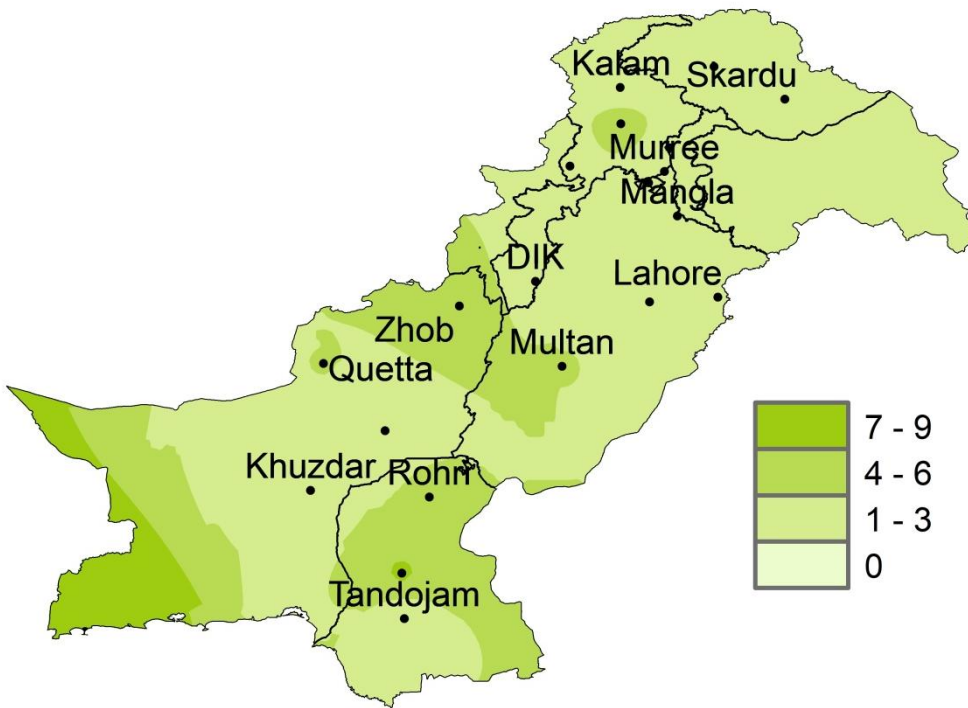 Kalam
Skardu
Murree
Mangla
DIK
Lahore
Zhob
Multan
Quetta
Khuzdar
Rohri
Tandojam
7 - 9
4 - 6
1 - 3
0